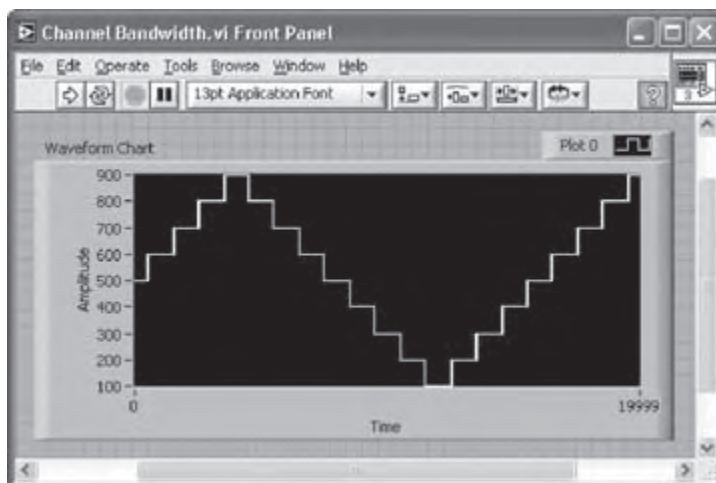 Channel Bandwidth.vi Front Panel
File Edit Operate Tools Browse Window Help
13pt Application Font
3
Waveform Chart
Plot 0
900
800
700
600
500
400
300
200
100
Amplitude
0
19999
Time